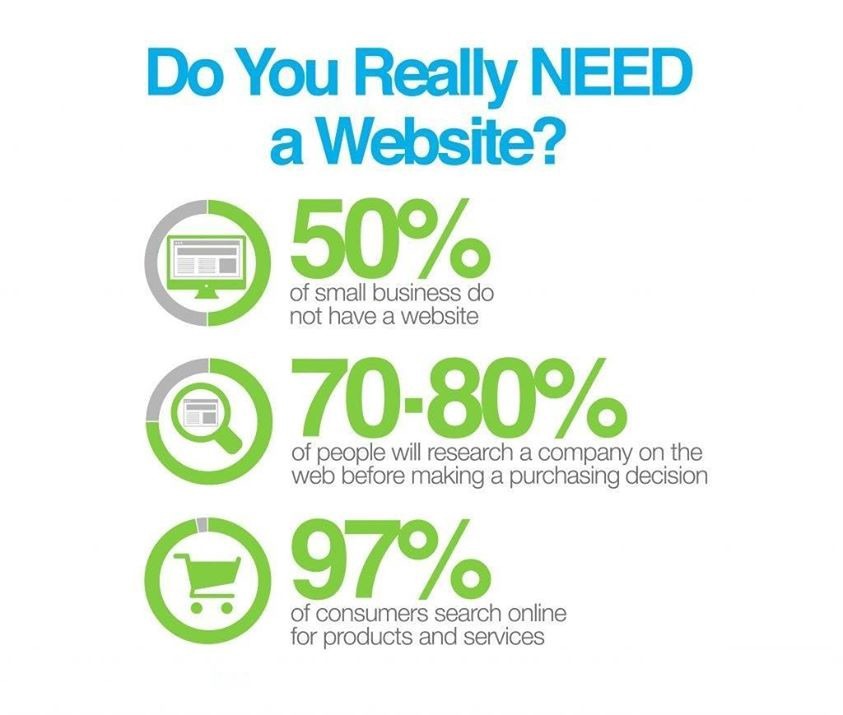 Do You Really NEED
a Website?
50%
of small business do
not have a website
70-80%
of people will research a company on the
web before making a purchasing decision
97%
of consumers search online
for products and services